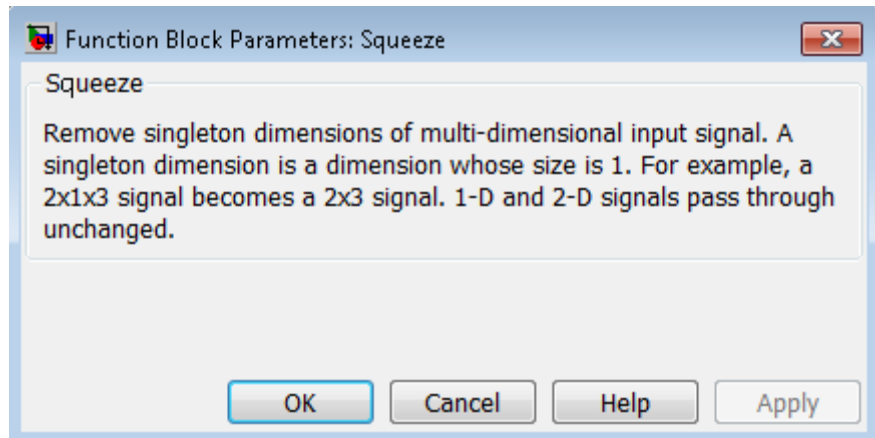 Function Block Parameters: Squeeze
Squeeze
Remove singleton dimensions of multi-dimensional input signal. A
singleton dimension is a dimension whose size is 1. For example, a
2x1x3 signal becomes a 2x3 signal. 1-D and 2-D signals pass through
unchanged.
OK Cancel Help Apply